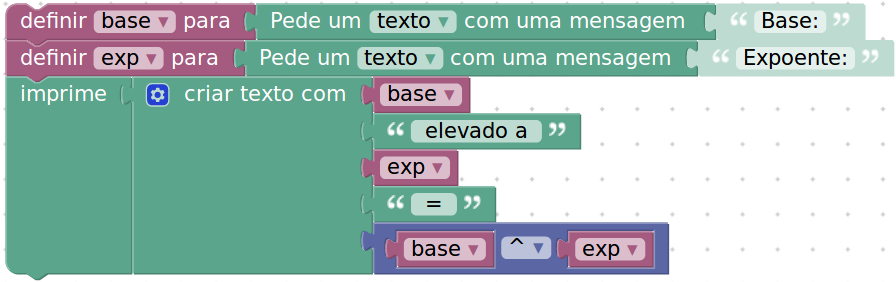 definir base ▾ para Pede um texto ▾ com uma mensagem “ Base: ”
definir exp ▾ para Pede um texto ▾ com uma mensagem “ Expoente: ”
imprime criar texto com base ▾
“ elevado a ”
exp ▾
“ = ”
base ▾ ^ ▾ exp ▾